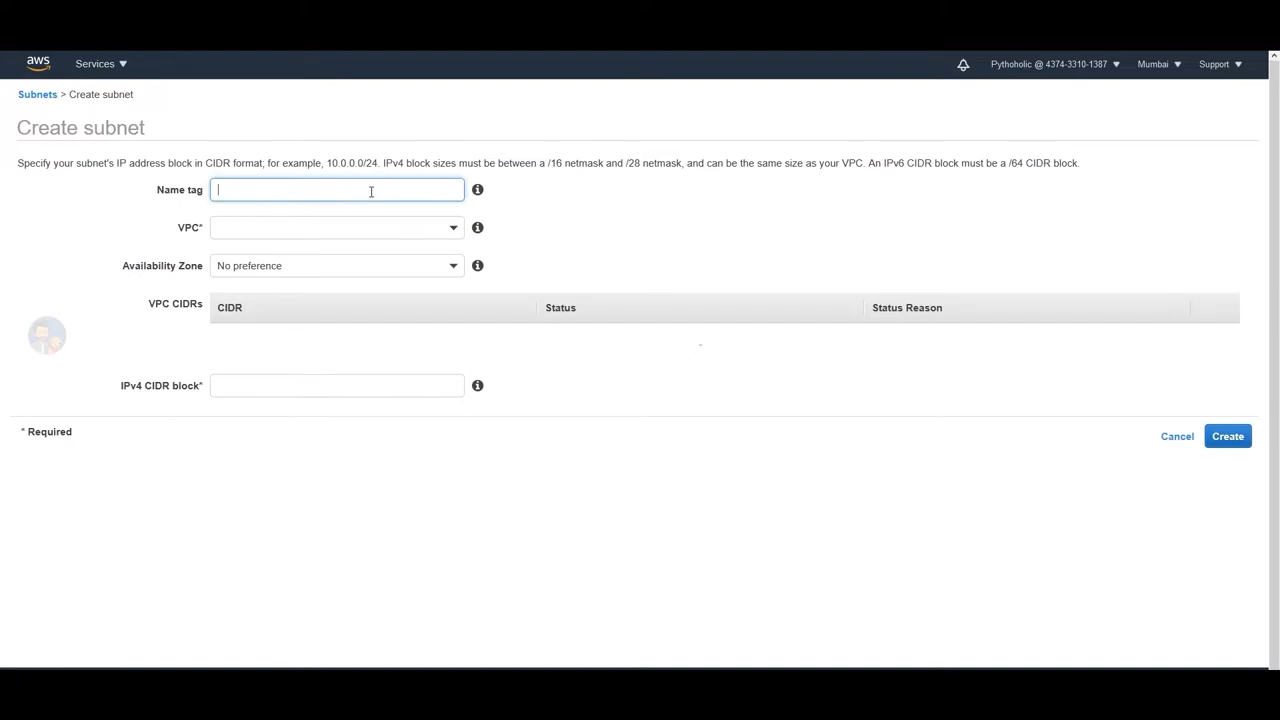 aws Services Pythoholic @ 4374-3310-1387 Mumbai Support
Subnets > Create subnet
Create subnet
Specify your subnet's IP address block in CIDR format; for example, 10.0.0.0/24. IPv4 block sizes must be between a /16 netmask and /28 netmask, and can be the same size as your VPC. An IPv6 CIDR block must be a /64 CIDR block.
Name tag
VPC*
Availability Zone No preference
VPC CIDRs CIDR Status Status Reason
-
IPv4 CIDR block*
* Required
Cancel Create